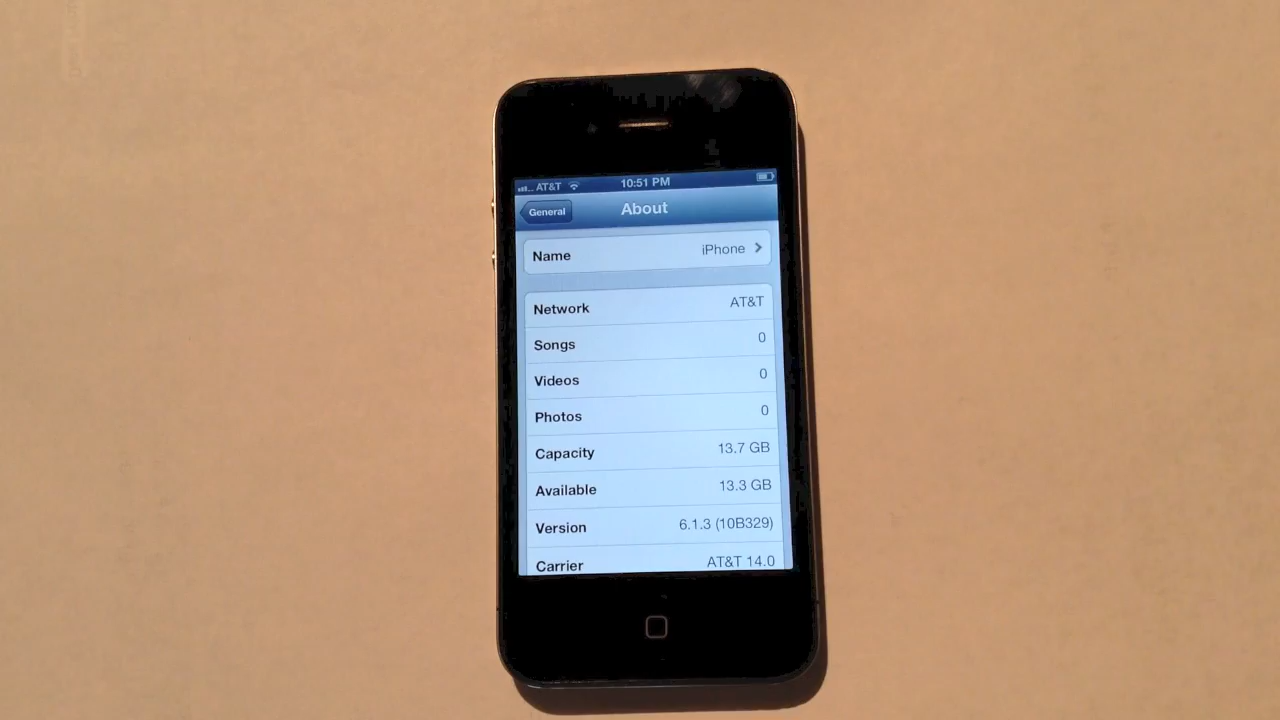 AT&T 10:51 PM
General About
Name iPhone
Network AT&T
Songs 0
Videos 0
Photos 0
Capacity 13.7 GB
Available 13.3 GB
Version 6.1.3 (10B329)
Carrier AT&T 14.0